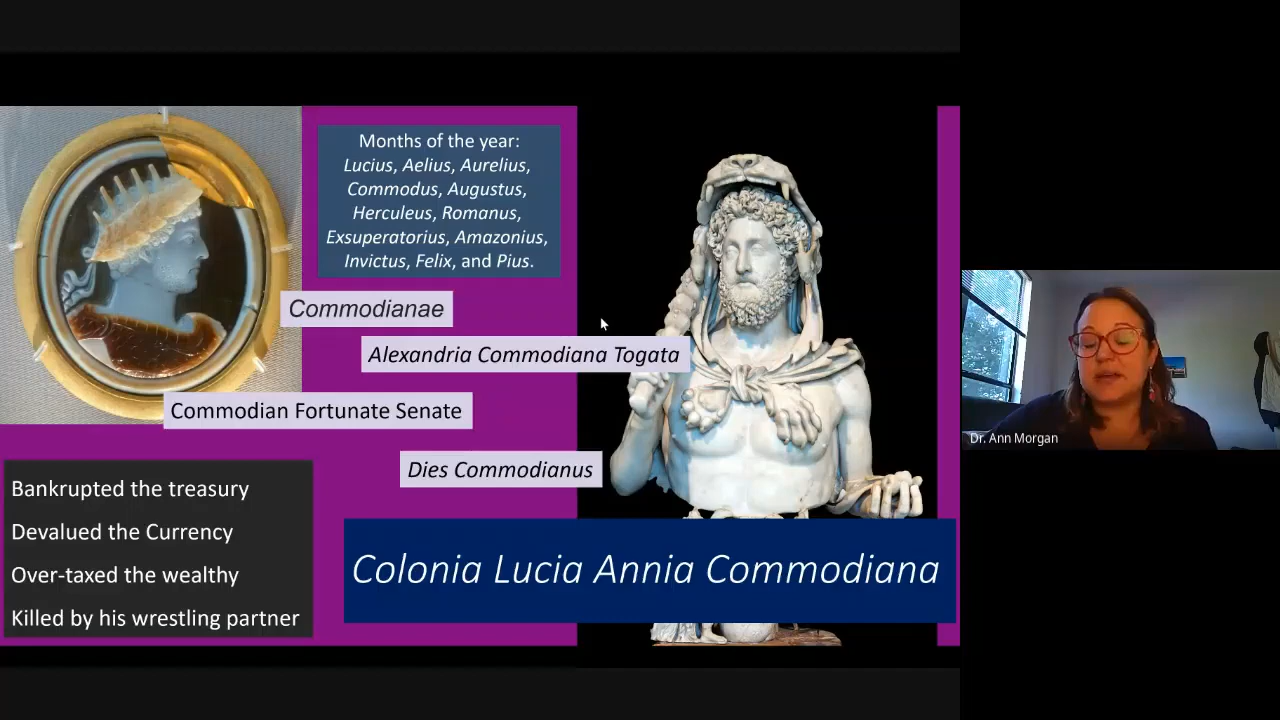 Months of the year:
Lucius, Aelius, Aurelius,
Commodus, Augustus,
Herculeus, Romanus,
Exsuperatorius, Amazonius,
Invictus, Felix, and Pius.
Commodianae
Alexandria Commodiana Togata
Commodian Fortunate Senate
Dies Commodianus
Bankrupted the treasury
Devalued the Currency
Over-taxed the wealthy
Killed by his wrestling partner
Colonia Lucia Annia Commodiana
Dr. Ann Morgan